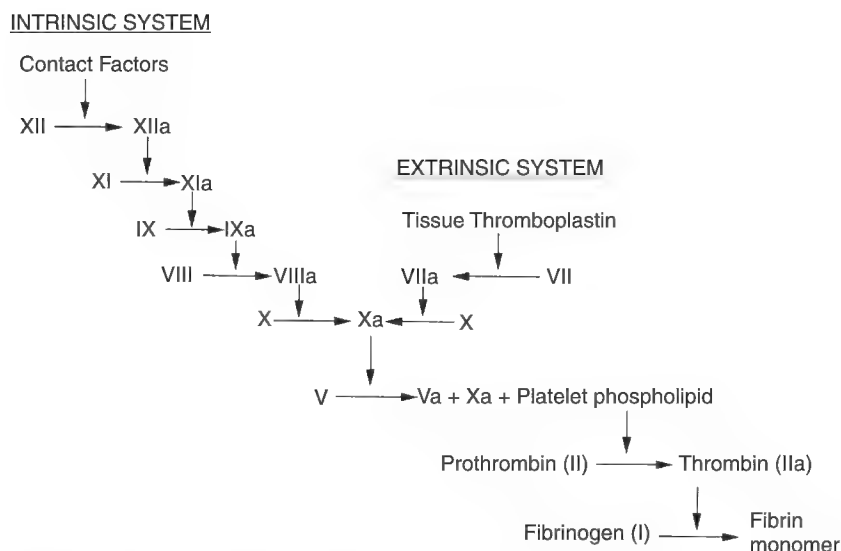 INTRINSIC SYSTEM
Contact Factors
XII XIIa
EXTRINSIC SYSTEM
XI XIa
Tissue Thromboplastin
IX IXa
VIII VIIIa VIIa VII
X Xa X
V Va + Xa + Platelet phospholipid
Prothrombin (II) Thrombin (IIa)
Fibrinogen (I) Fibrin
monomer